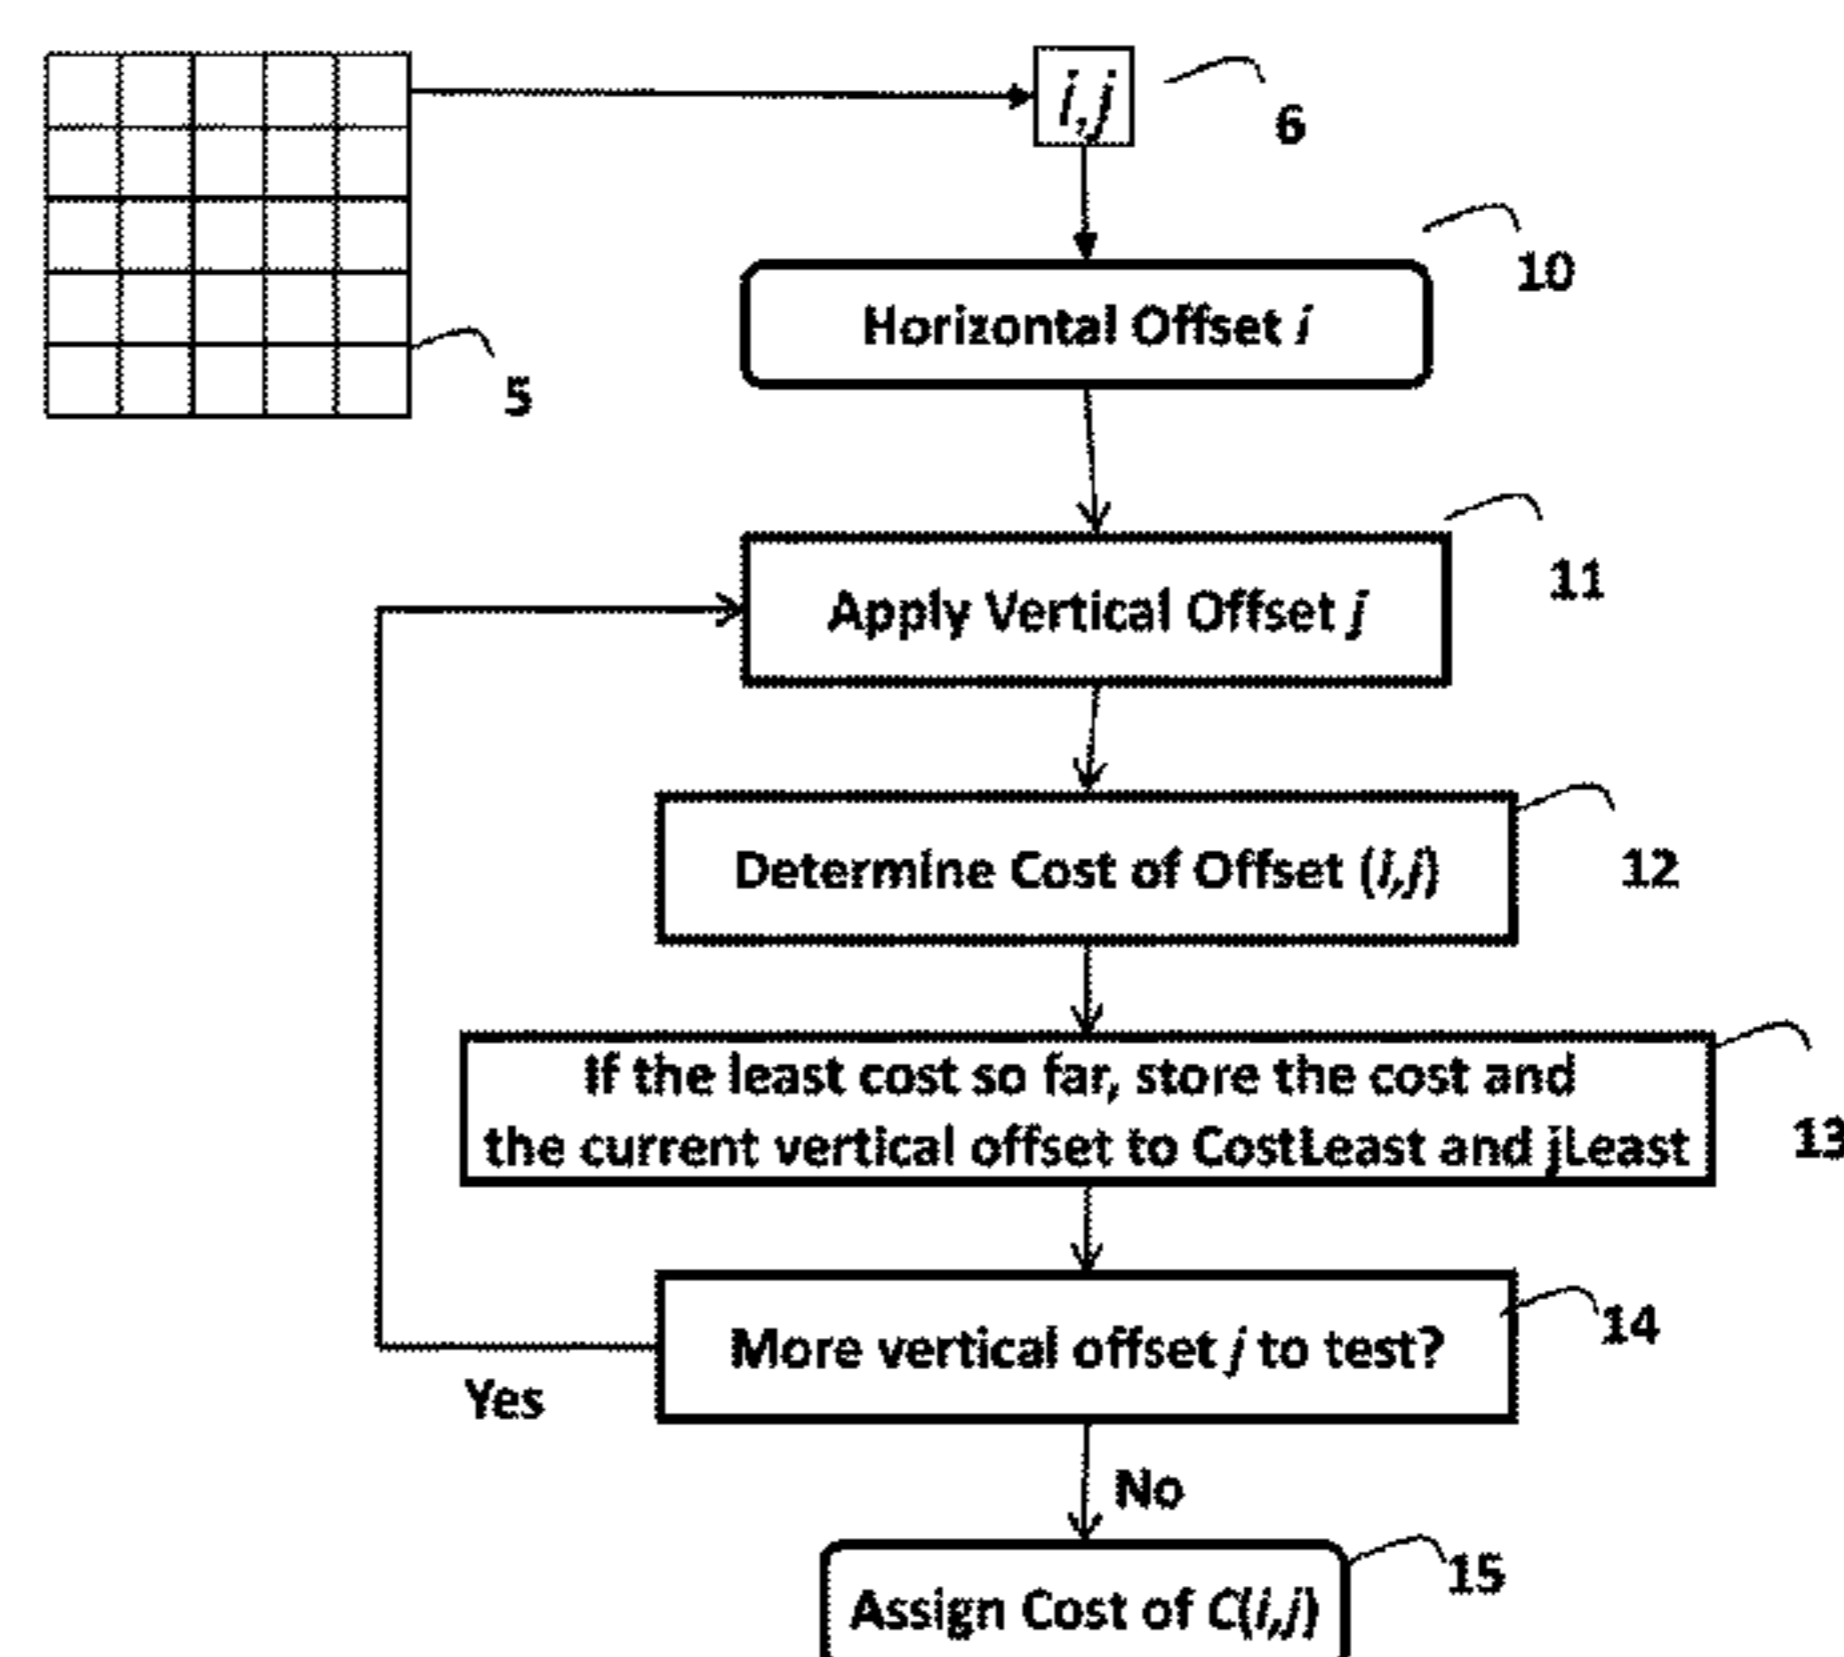 i,j
6
10
Horizontal Offset i
5
11
Apply Vertical Offset j
12
Determine Cost of Offset (i,j)
If the least cost so far, store the cost and
the current vertical offset to CostLeast and jLeast
13
More vertical offset j to test?
14
Yes
No
15
Assign Cost of C(i,j)